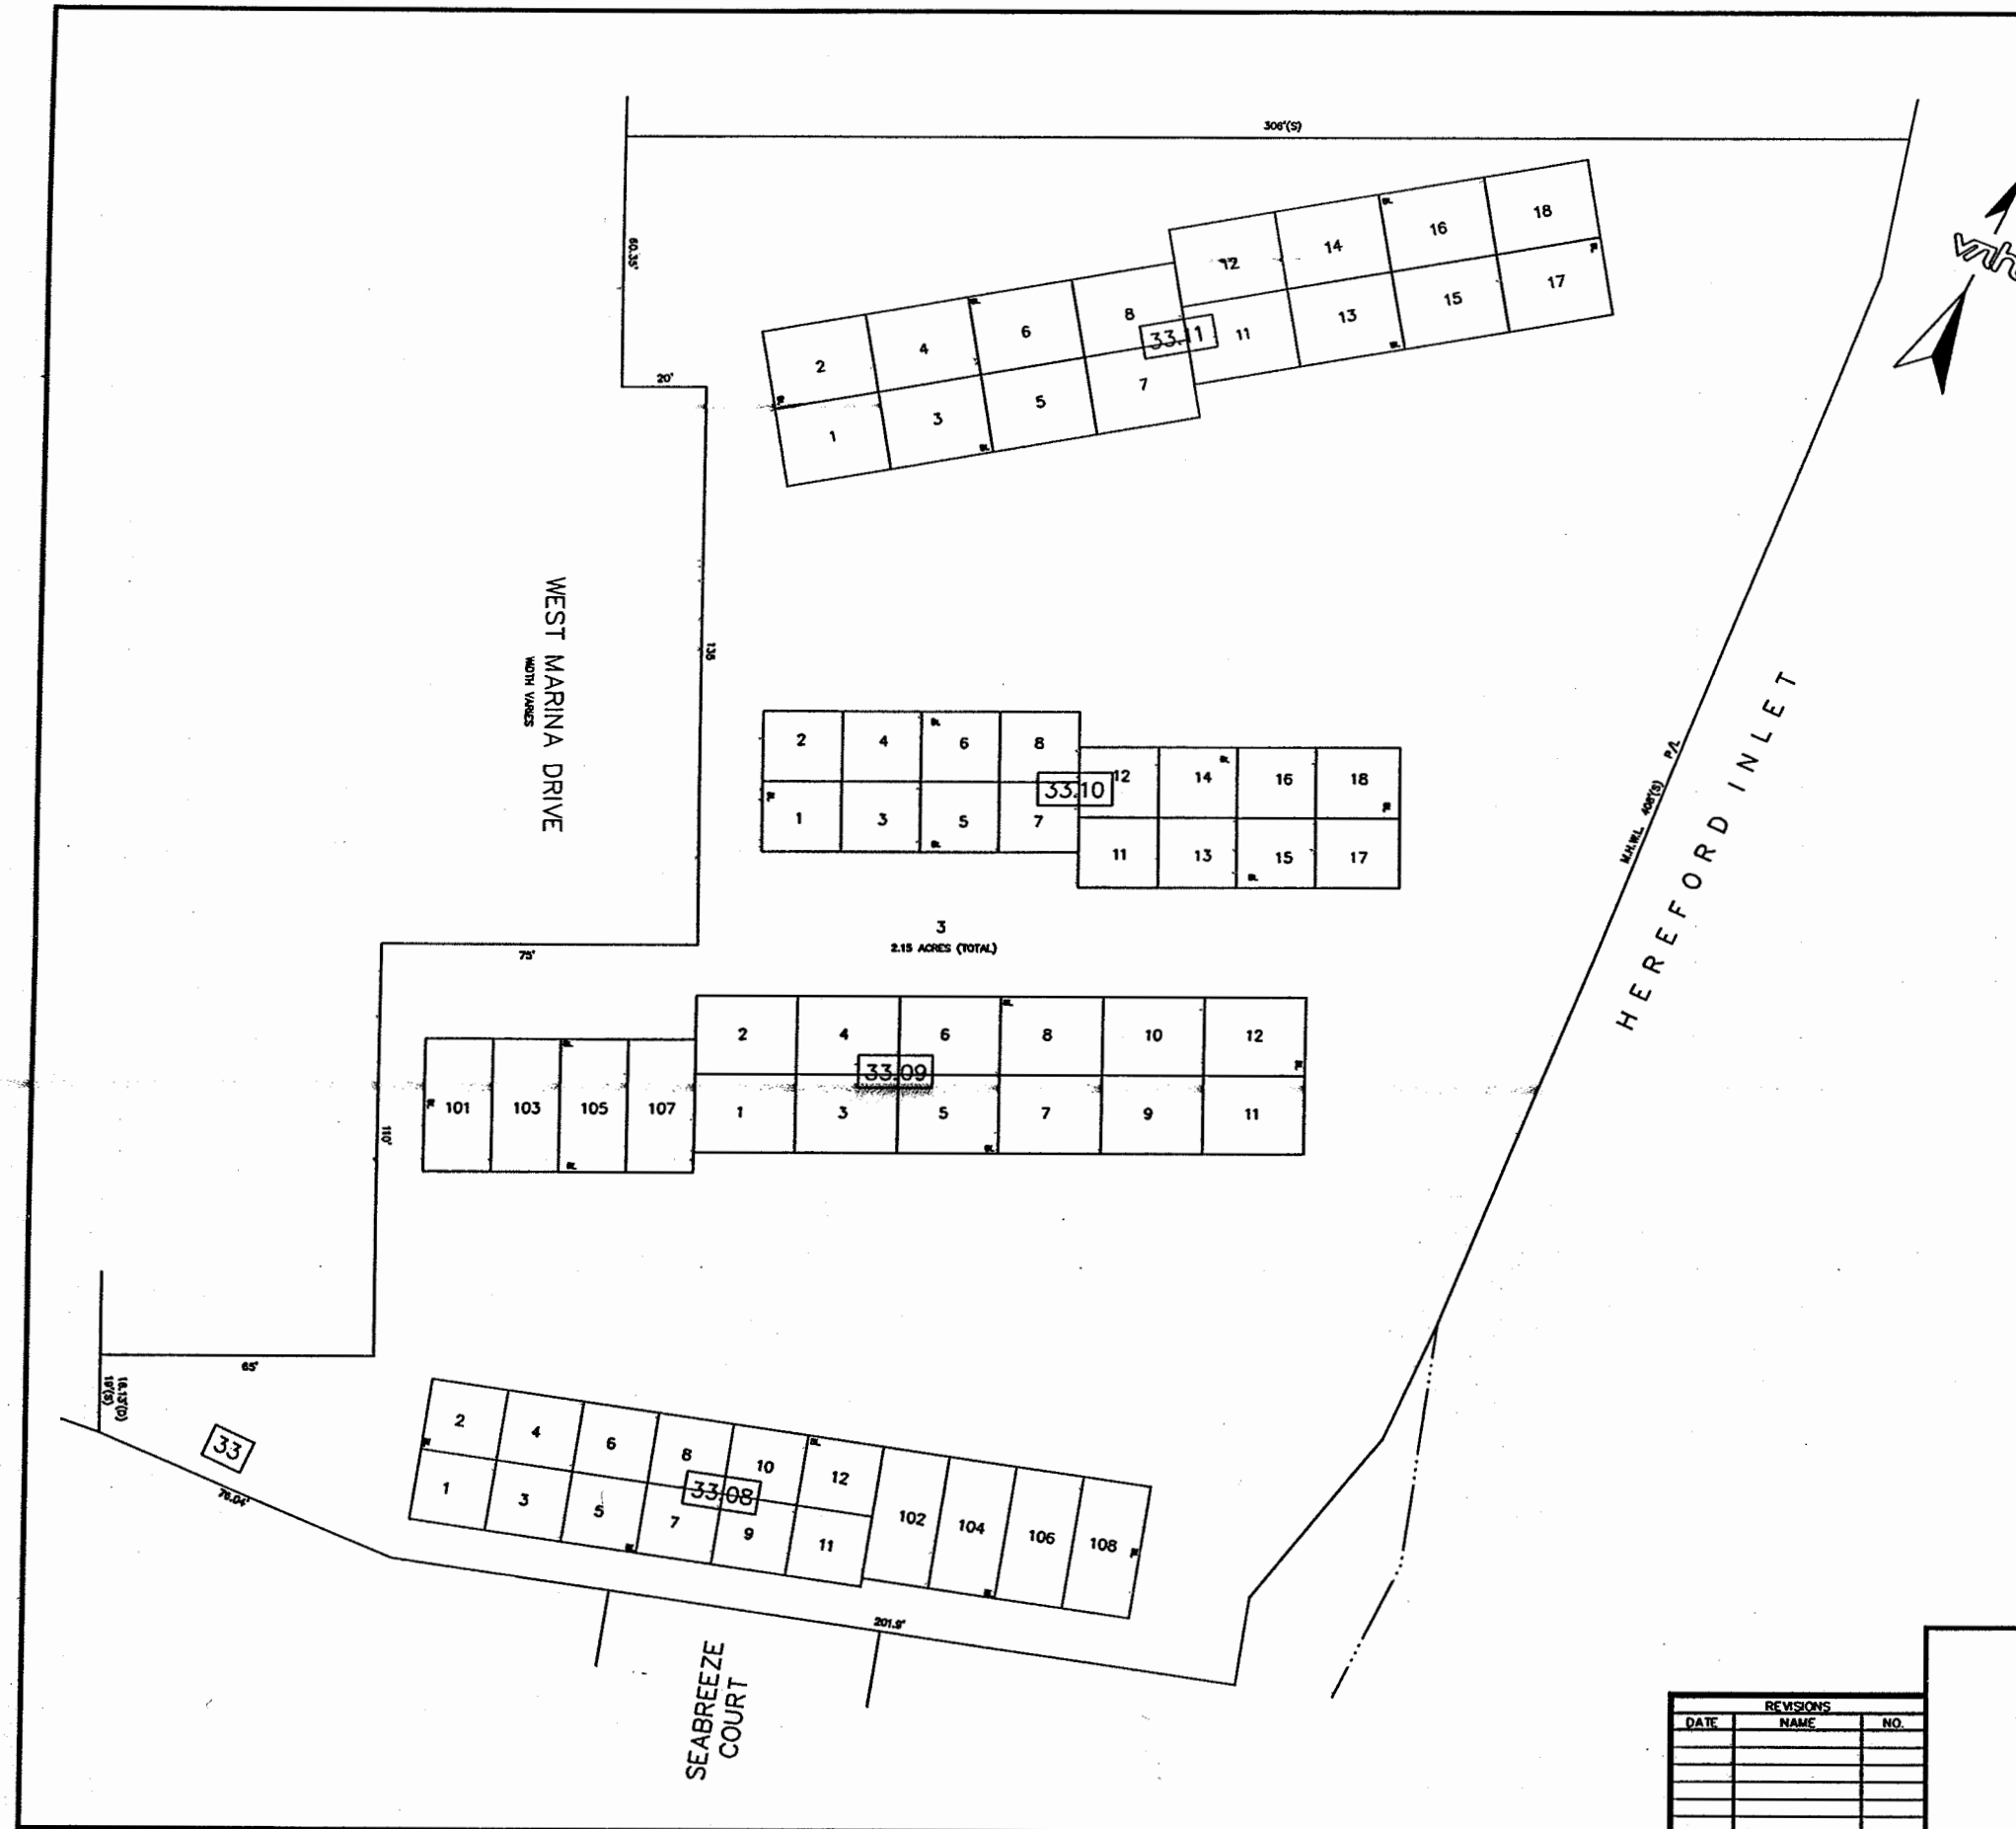 306'(S)
60.35'
20'
2 4 6 8 12 14 16 18
1 3 5 7 11 13 15 17
33.11
135
WEST MARINA DRIVE
WIDTH VARIES
2 4 6 8 12 14 16 18
1 3 5 7 11 13 15 17
33.10
M.H.W.L. 408'(S) P/L
HEREFORD INLET
3
2.15 ACRES (TOTAL)
75'
110'
101 103 105 107
2 4 6 8 10 12
1 3 5 7 9 11
33.09
65'
33
76.04'
2 4 6 8 10 12
1 3 5 7 9 11
102 104 106 108
33.08
201.9'
SEABREEZE
COURT
REVISIONS
DATE NAME NO.